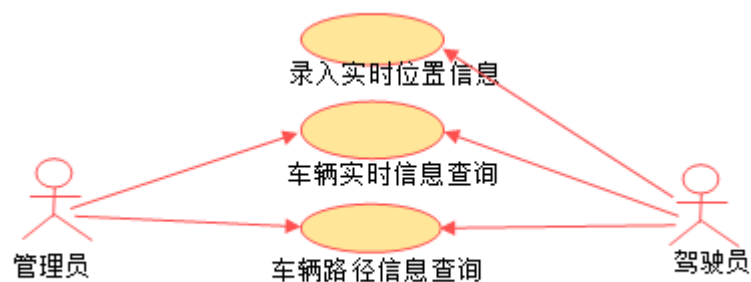 录入实时位置信息
车辆实时信息查询
管理员
驾驶员
车辆路径信息查询